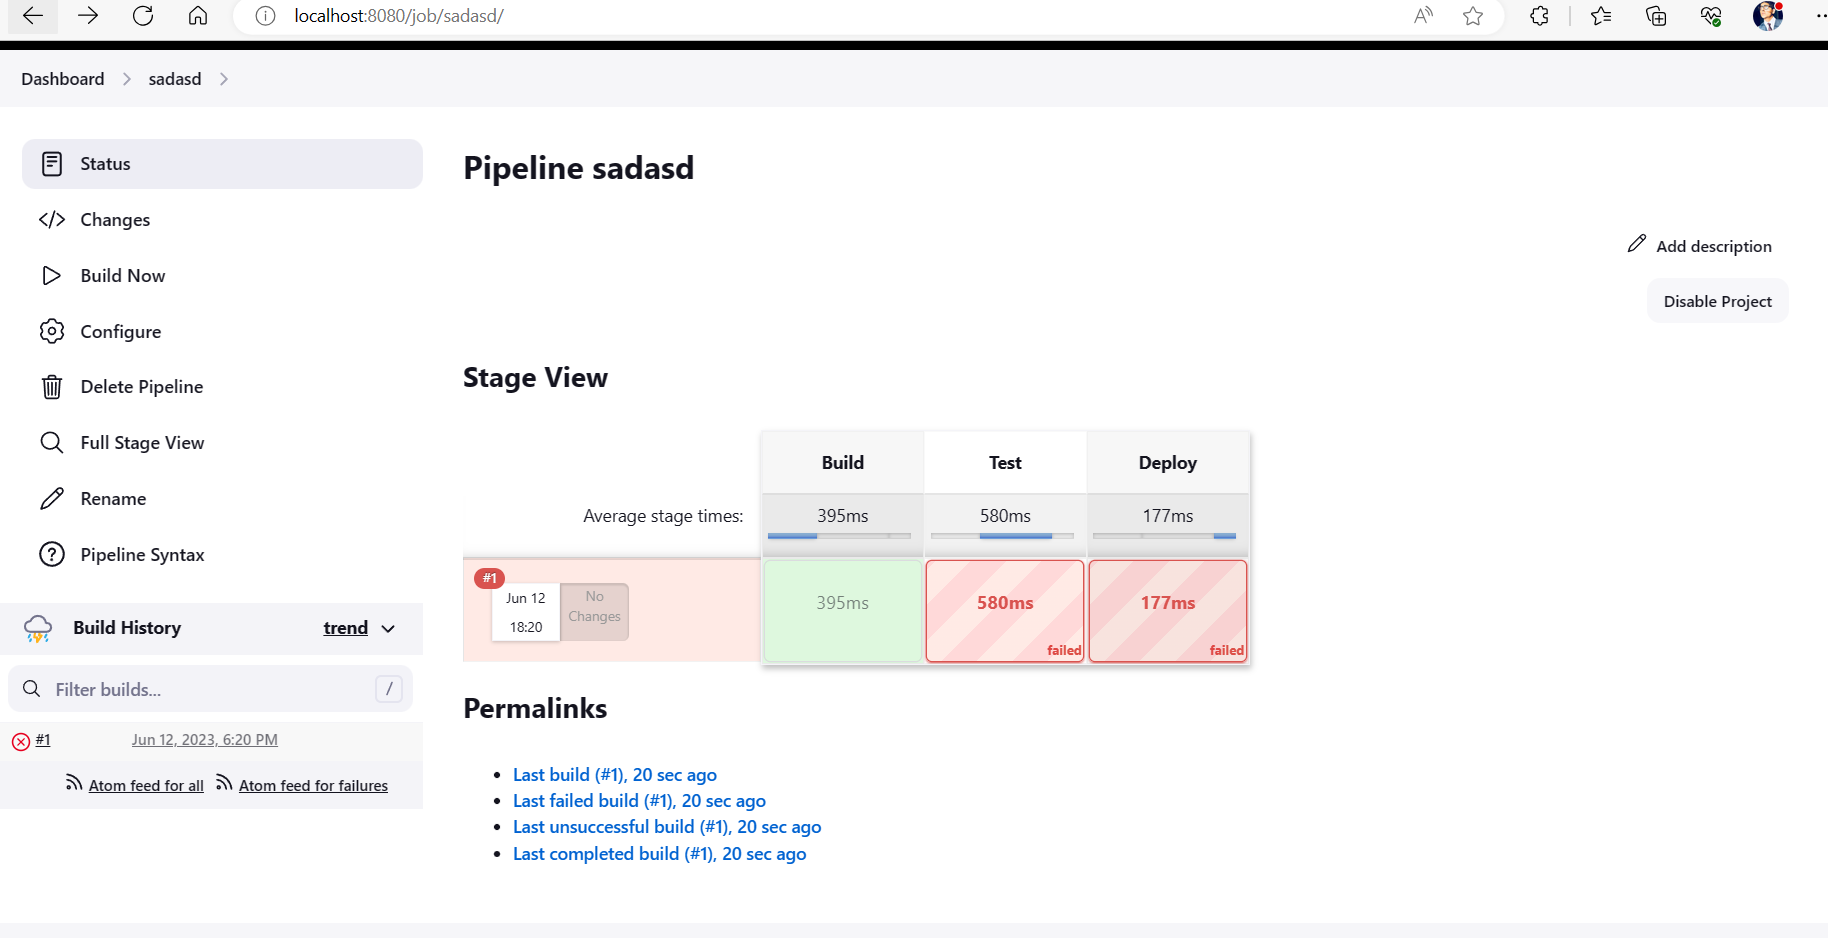 localhost:8080/job/sadasd/
Dashboard > sadasd >
Status
Changes
Build Now
Configure
Delete Pipeline
Full Stage View
Rename
Pipeline Syntax
Build History trend
Filter builds... /
#1 Jun 12, 2023, 6:20 PM
Atom feed for all Atom feed for failures
Pipeline sadasd
Add description
Disable Project
Stage View
Build Test Deploy
Average stage times: 395ms 580ms 177ms
#1
Jun 12
18:20
No
Changes
395ms
580ms
failed
177ms
failed
Permalinks
• Last build (#1), 20 sec ago
• Last failed build (#1), 20 sec ago
• Last unsuccessful build (#1), 20 sec ago
• Last completed build (#1), 20 sec ago